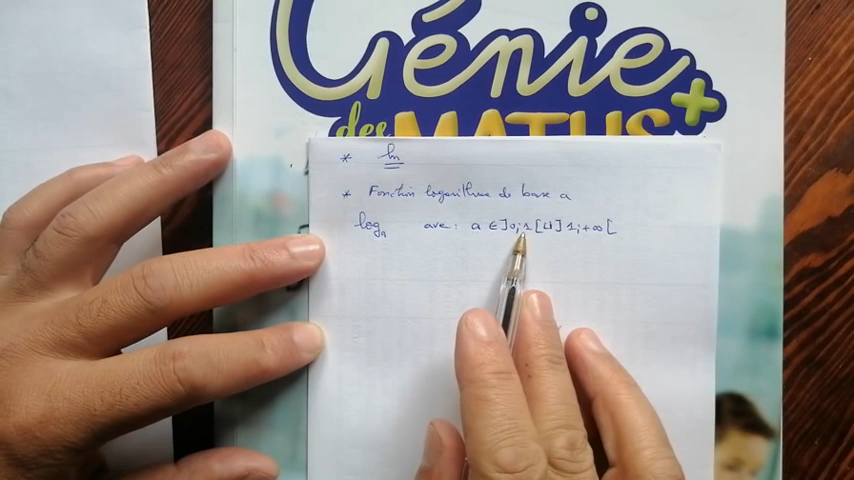 Génie+
des MATHS
* ln
* Fonction logarithme de base a
log_a avec: a ∈ ]0;1[ ∪ ]1;+∞[